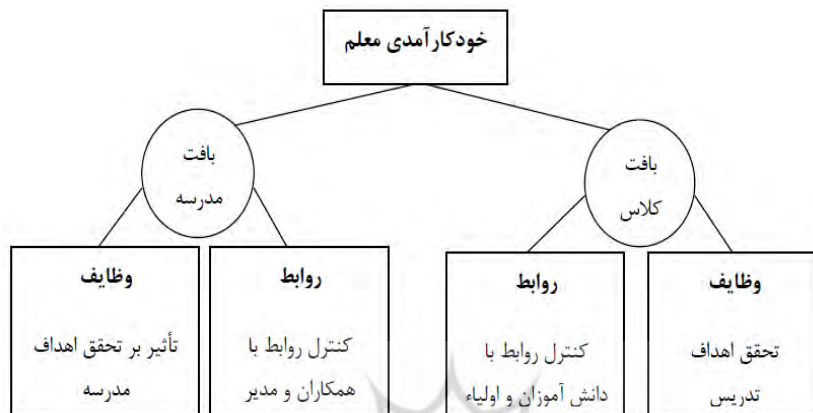 خودکارآمدی معلم
بافت
کلاس
بافت
مدرسه
وظایف
تحقق اهداف
تدریس
روابط
کنترل روابط با
دانش آموزان و اولیاء
روابط
کنترل روابط با
همکاران و مدیر
وظایف
تأثیر بر تحقق اهداف
مدرسه